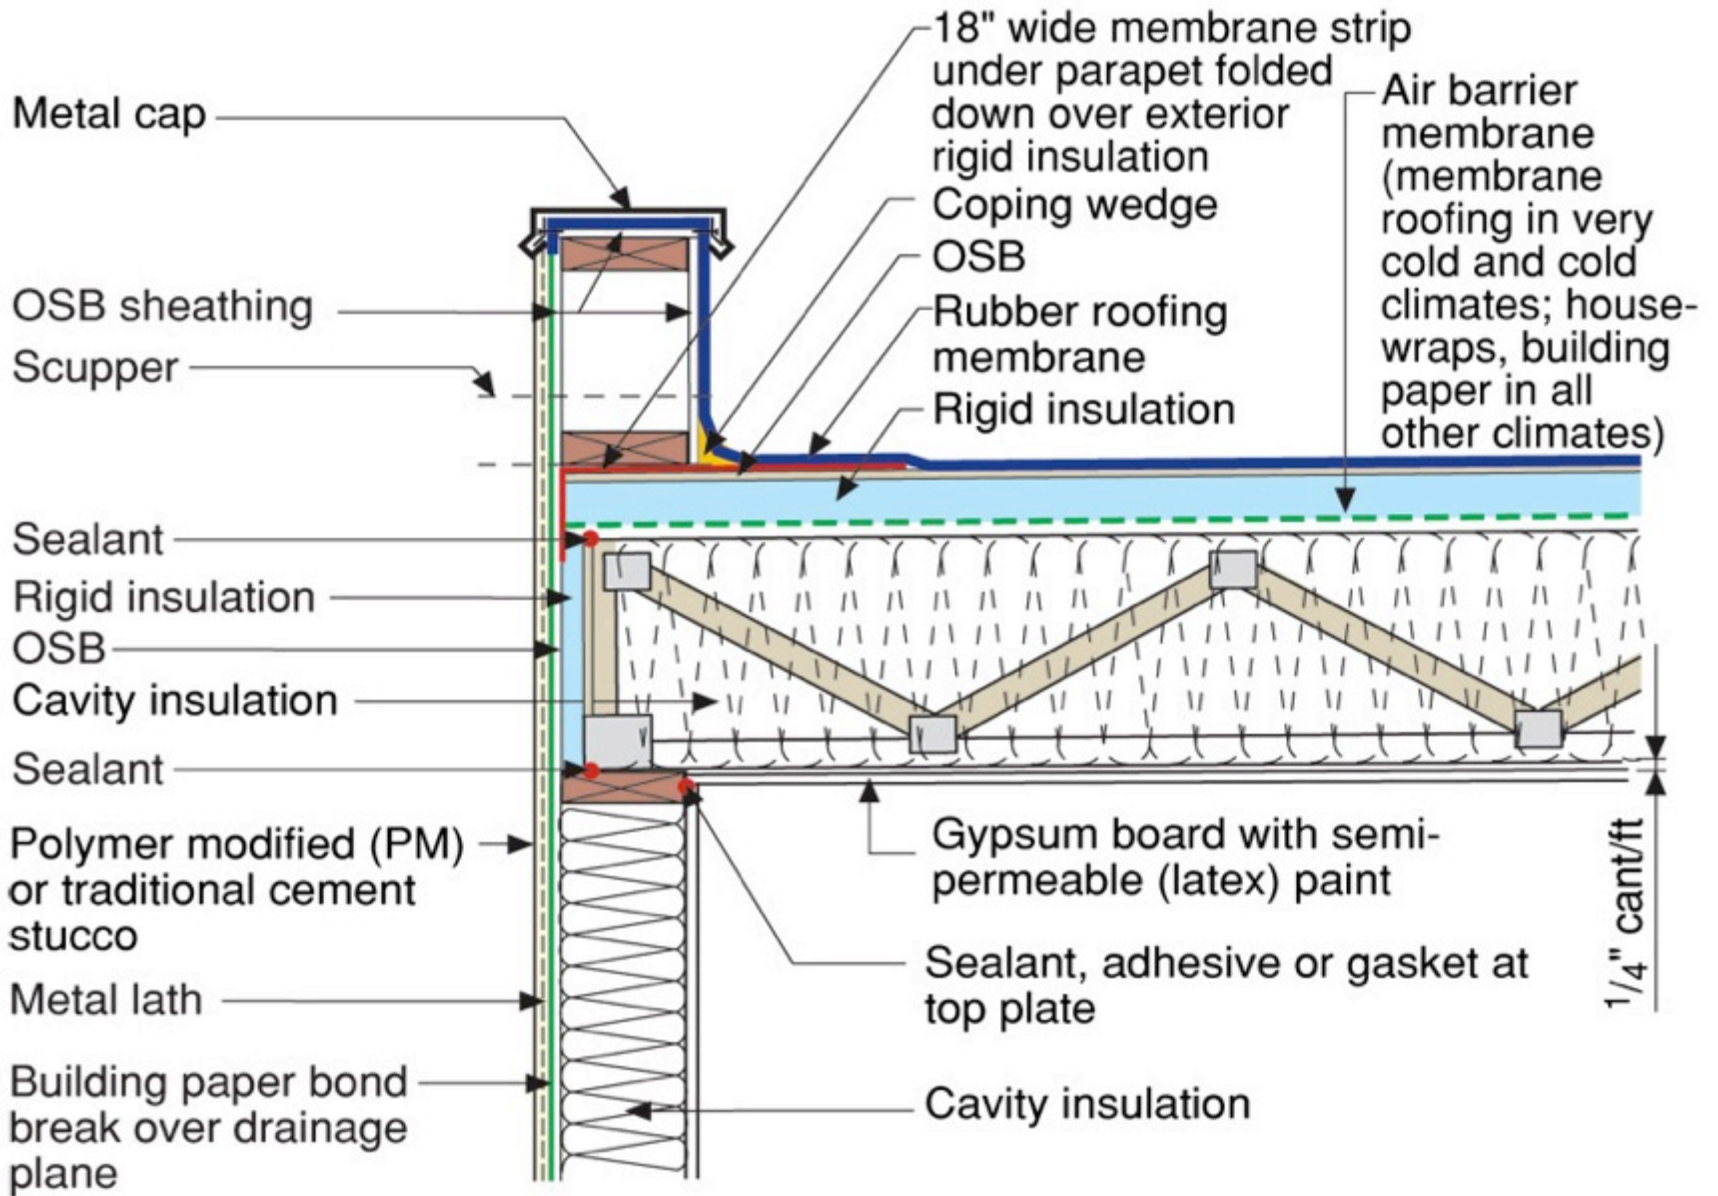 Metal cap
OSB sheathing
Scupper
Sealant
Rigid insulation
OSB
Cavity insulation
Sealant
Polymer modified (PM)
or traditional cement
stucco
Metal lath
Building paper bond
break over drainage
plane
18" wide membrane strip
under parapet folded
down over exterior
rigid insulation
Coping wedge
OSB
Rubber roofing
membrane
Rigid insulation
Air barrier
membrane
(membrane
roofing in very
cold and cold
climates; house-
wraps, building
paper in all
other climates)
Gypsum board with semi-
permeable (latex) paint
Sealant, adhesive or gasket at
top plate
Cavity insulation
1/4" cant/ft